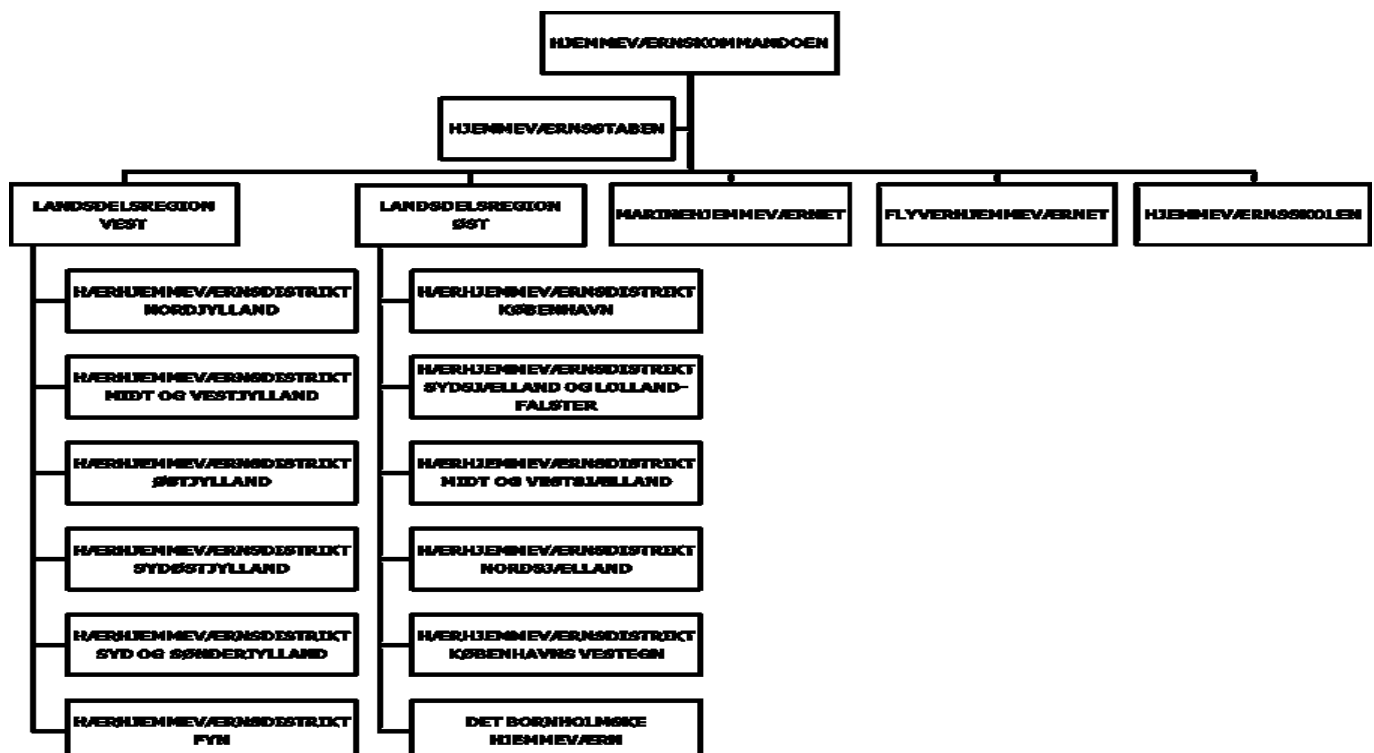 HJEMMEVÆRNSKOMMANDOEN
HJEMMEVÆRNSSTABEN
LANDSDELSREGION
VEST
LANDSDELSREGION
ØST
MARINEHJEMMEVÆRNET
FLYVERHJEMMEVÆRNET
HJEMMEVÆRNSSKOLEN
HÆRHJEMMEVÆRNSDISTRIKT
NORDJYLLAND
HÆRHJEMMEVÆRNSDISTRIKT
MIDT OG VESTJYLLAND
HÆRHJEMMEVÆRNSDISTRIKT
ØSTJYLLAND
HÆRHJEMMEVÆRNSDISTRIKT
SYDØSTJYLLAND
HÆRHJEMMEVÆRNSDISTRIKT
SYD OG SØNDERJYLLAND
HÆRHJEMMEVÆRNSDISTRIKT
FYN
HÆRHJEMMEVÆRNSDISTRIKT
KØBENHAVN
HÆRHJEMMEVÆRNSDISTRIKT
SYDSJÆLLAND OG LOLLAND-
FALSTER
HÆRHJEMMEVÆRNSDISTRIKT
MIDT OG VESTSJÆLLAND
HÆRHJEMMEVÆRNSDISTRIKT
NORDSJÆLLAND
HÆRHJEMMEVÆRNSDISTRIKT
KØBENHAVNS VESTEGN
DET BORNHOLMSKE
HJEMMEVÆRN